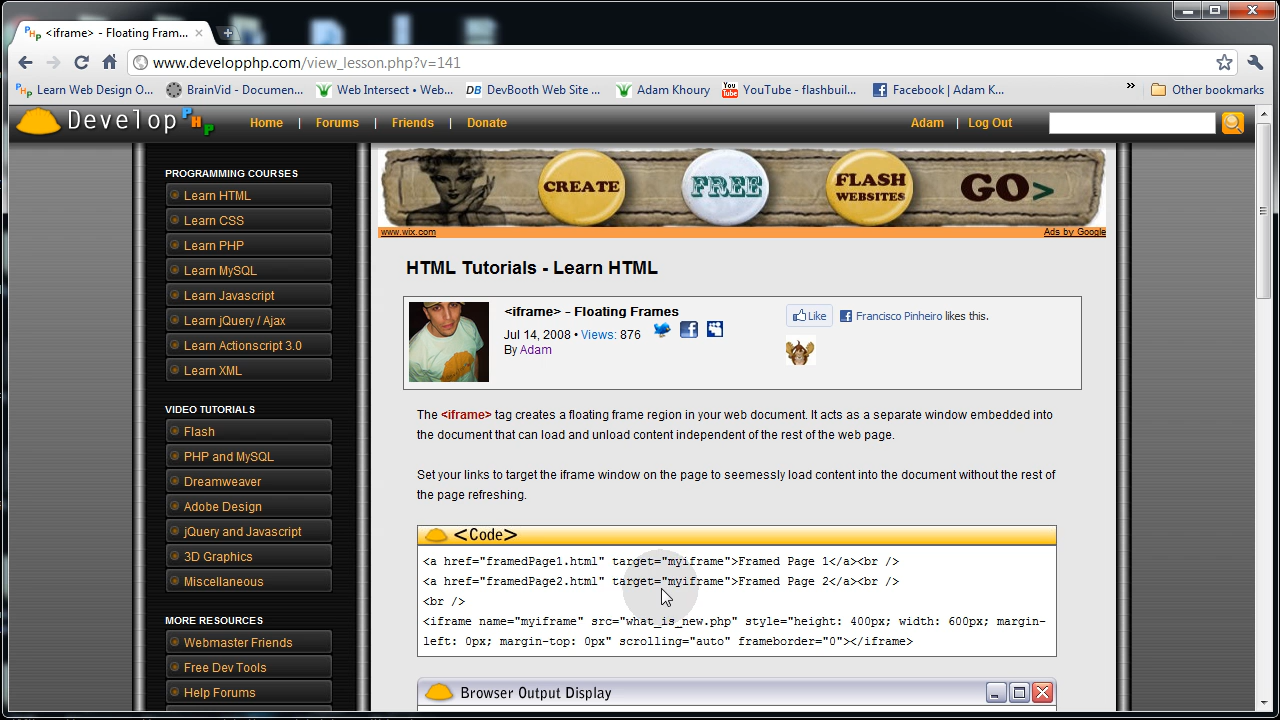 <iframe> - Floating Fram...
www.developphp.com/view_lesson.php?v=141
Learn Web Design O... BrainVid - Documen... Web Intersect • Web... DevBooth Web Site ... Adam Khoury YouTube - flashbuil... Facebook | Adam K... » Other bookmarks
Develop PHP Home | Forums | Friends | Donate Adam | Log Out
CREATE FREE FLASH WEBSITES GO>
www.wix.com Ads by Google
PROGRAMMING COURSES
Learn HTML
Learn CSS
Learn PHP
Learn MySQL
Learn Javascript
Learn jQuery / Ajax
Learn Actionscript 3.0
Learn XML
VIDEO TUTORIALS
Flash
PHP and MySQL
Dreamweaver
Adobe Design
jQuery and Javascript
3D Graphics
Miscellaneous
MORE RESOURCES
Webmaster Friends
Free Dev Tools
Help Forums
HTML Tutorials - Learn HTML
<iframe> - Floating Frames
Jul 14, 2008 • Views: 876
By Adam
Like Francisco Pinheiro likes this.
The <iframe> tag creates a floating frame region in your web document. It acts as a separate window embedded into
the document that can load and unload content independent of the rest of the web page.
Set your links to target the iframe window on the page to seemessly load content into the document without the rest of
the page refreshing.
<Code>
<a href="framedPage1.html" target="myiframe">Framed Page 1</a><br />
<a href="framedPage2.html" target="myiframe">Framed Page 2</a><br />
<br />
<iframe name="myiframe" src="what_is_new.php" style="height: 400px; width: 600px; margin-
left: 0px; margin-top: 0px" scrolling="auto" frameborder="0"></iframe>
Browser Output Display